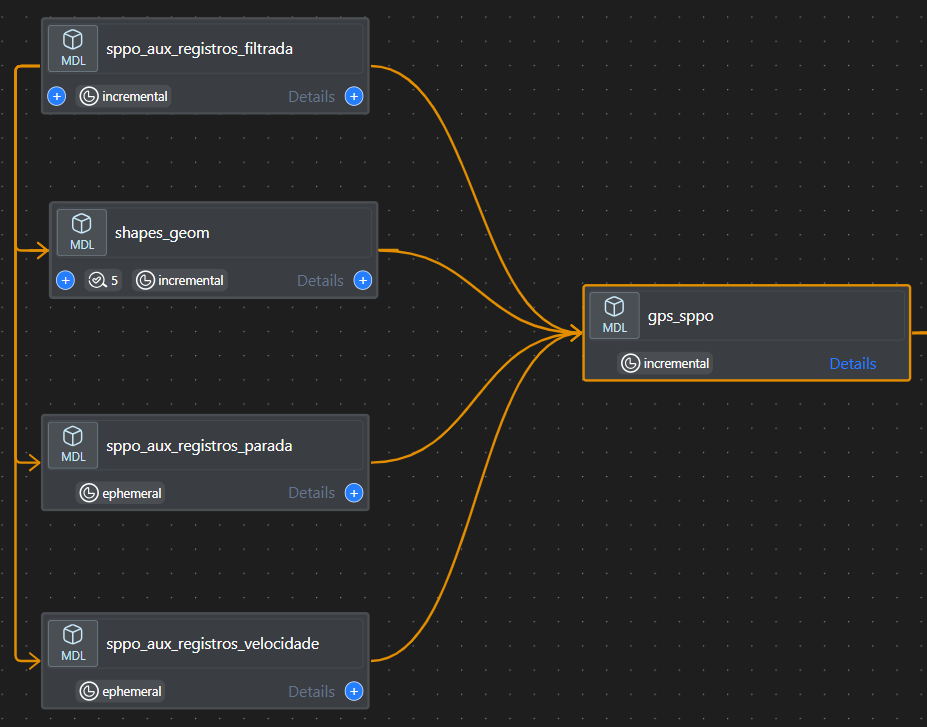 MDL
sppo_aux_registros_filtrada
incremental
Details
MDL
shapes_geom
5
incremental
Details
MDL
gps_sppo
incremental
Details
MDL
sppo_aux_registros_parada
ephemeral
Details
MDL
sppo_aux_registros_velocidade
ephemeral
Details